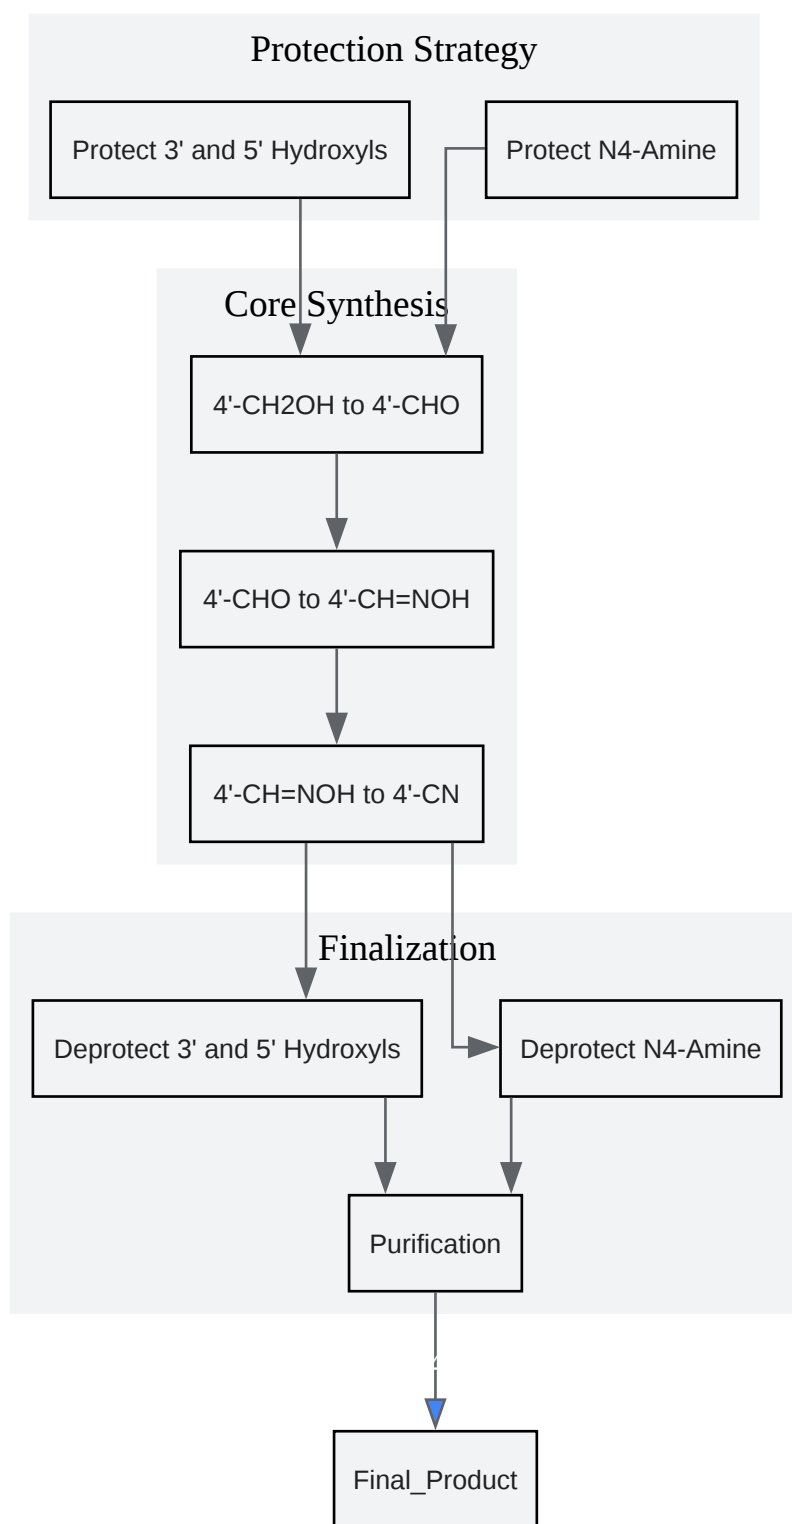 Protection Strategy
Protect 3' and 5' Hydroxyls
Protect N4-Amine
Core Synthesis
4'-CH2OH to 4'-CHO
4'-CHO to 4'-CH=NOH
4'-CH=NOH to 4'-CN
Finalization
Deprotect 3' and 5' Hydroxyls
Deprotect N4-Amine
Purification
Final_Product